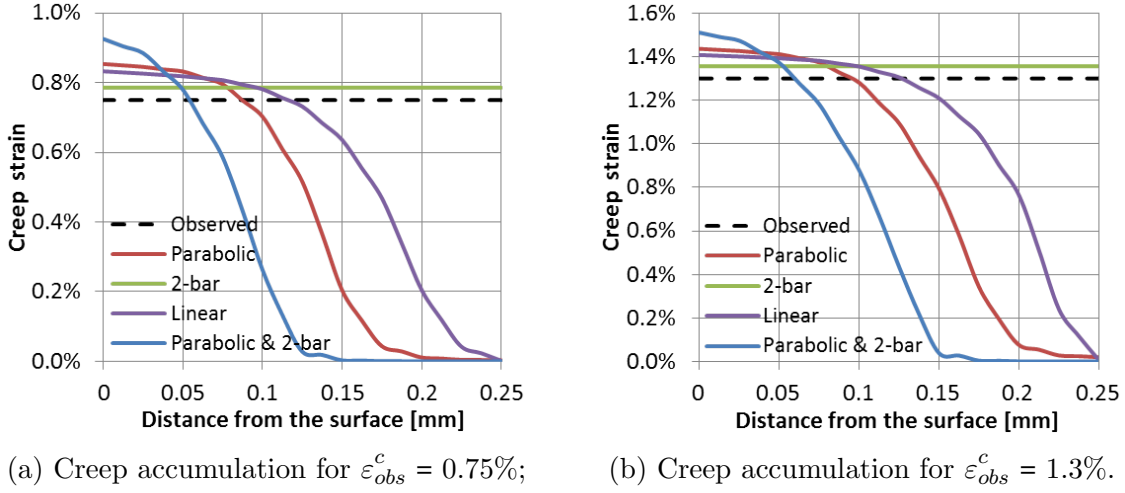 1.0%
0.8%
0.6%
0.4%
0.2%
0.0%
Creep strain
Observed
Parabolic
2-bar
Linear
Parabolic & 2-bar
0 0.05 0.1 0.15 0.2 0.25
Distance from the surface [mm]
(a) Creep accumulation for ε^c_obs = 0.75%;
1.6%
1.4%
1.2%
1.0%
0.8%
0.6%
0.4%
0.2%
0.0%
Creep strain
Observed
Parabolic
2-bar
Linear
Parabolic & 2-bar
0 0.05 0.1 0.15 0.2 0.25
Distance from the surface [mm]
(b) Creep accumulation for ε^c_obs = 1.3%.